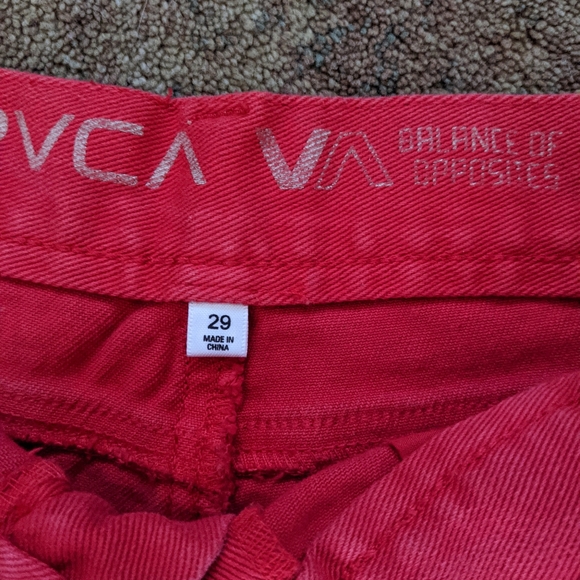 RVCA VA BALANCE OF
OPPOSITES
29
MADE IN
CHINA